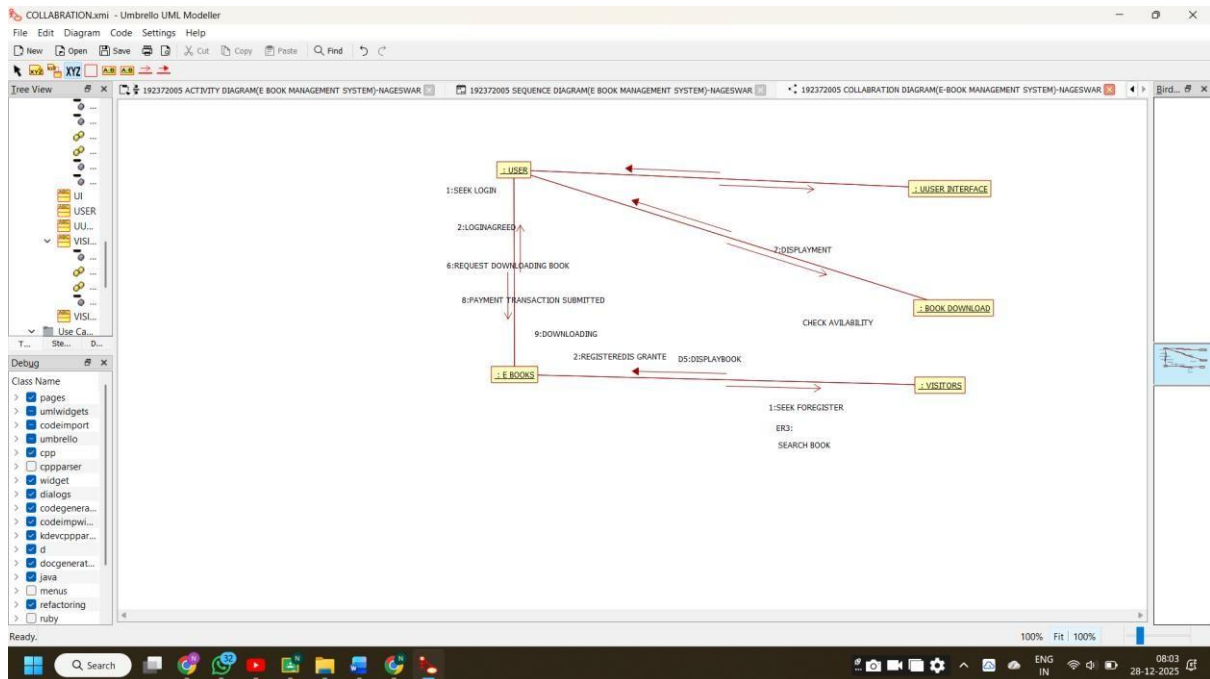 COLLABRATION.xmi - Umbrello UML Modeller
File Edit Diagram Code Settings Help
New Open Save Cut Copy Paste Find
XYZ XYZ A.B A.B
Tree View
192372005 ACTIVITY DIAGRAM(E BOOK MANAGEMENT SYSTEM)-NAGESWAR 192372005 SEQUENCE DIAGRAM(E BOOK MANAGEMENT SYSTEM)-NAGESWAR 192372005 COLLABRATION DIAGRAM(E-BOOK MANAGEMENT SYSTEM)-NAGESWAR Bird...
...
...
...
...
...
...
UI
USER
UU...
VISI...
...
...
...
...
VISI...
Use Ca...
T... Ste... D...
Debug
Class Name
pages
umlwidgets
codeimport
umbrello
cpp
cppparser
widget
dialogs
codegenera...
codeimpwi...
kdevcpppar...
d
docgenerat...
java
menus
refactoring
ruby
: USER
: UUSER INTERFACE
1:SEEK LOGIN
2:LOGINAGREED
7:DISPLAYMENT
6:REQUEST DOWNLOADING BOOK
8:PAYMENT TRANSACTION SUBMITTED
: BOOK DOWNLOAD
CHECK AVILABILITY
9:DOWNLOADING
2:REGISTEREDIS GRANTE D5:DISPLAYBOOK
: E BOOKS
: VISITORS
1:SEEK FOREGISTER
ER3:
SEARCH BOOK
Ready.
100% Fit 100%
Search
32
ENG
IN
08:03
28-12-2025